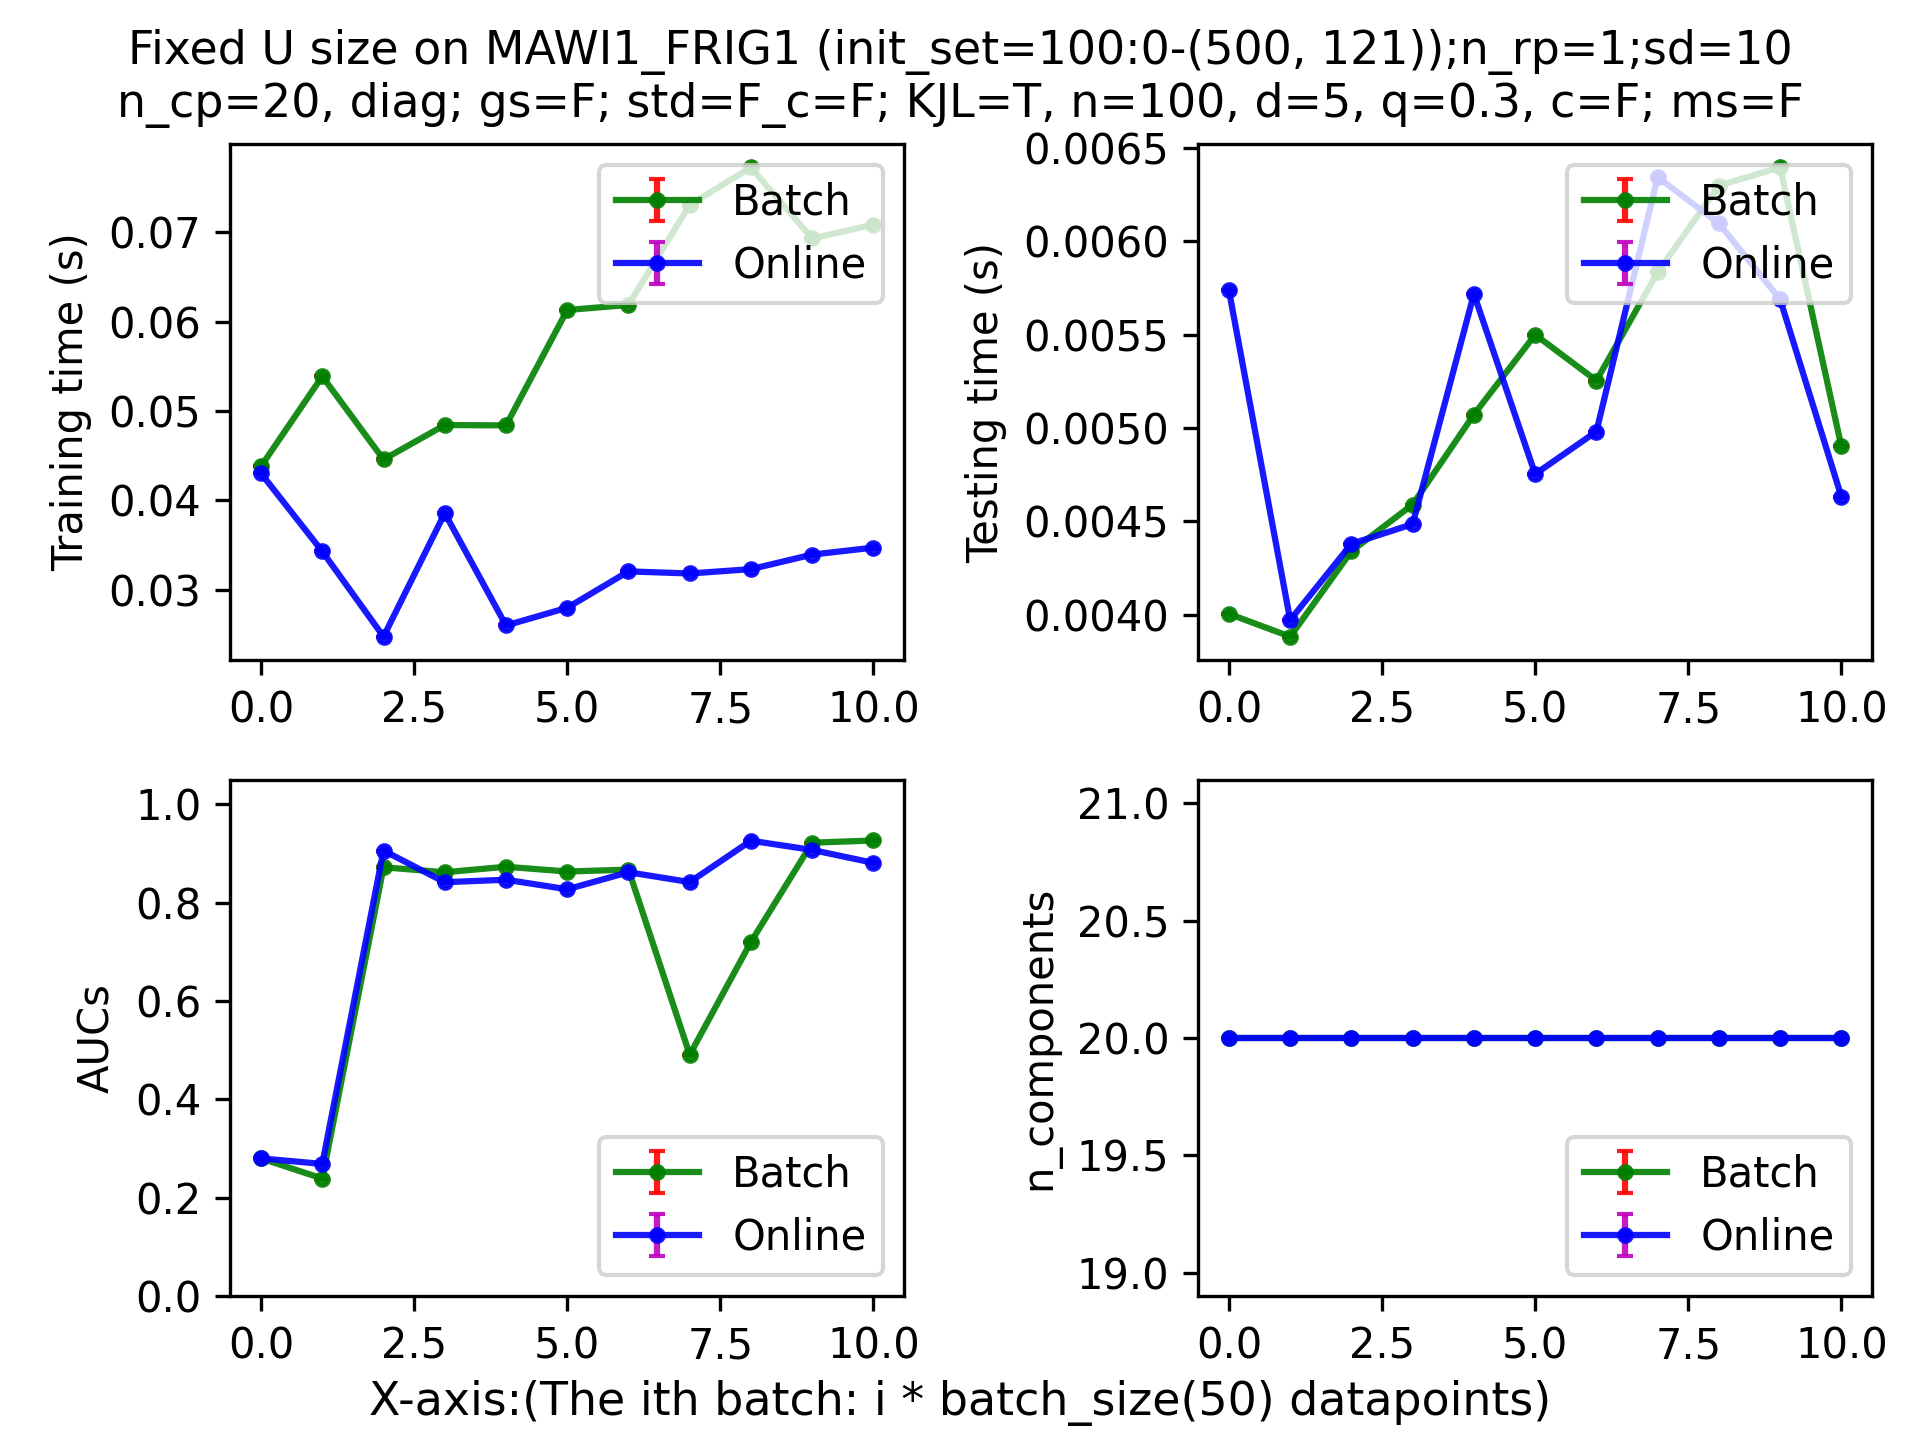 Fixed U size on MAWI1_FRIG1 (init_set=100:0-(500, 121));n_rp=1;sd=10
n_cp=20, diag; gs=F; std=F_c=F; KJL=T, n=100, d=5, q=0.3, c=F; ms=F
Training time (s)
0.07
0.06
0.05
0.04
0.03
0.0 2.5 5.0 7.5 10.0
Batch
Online
Testing time (s)
0.0065
0.0060
0.0055
0.0050
0.0045
0.0040
0.0 2.5 5.0 7.5 10.0
Batch
Online
AUCs
1.0
0.8
0.6
0.4
0.2
0.0
0.0 2.5 5.0 7.5 10.0
Batch
Online
n_components
21.0
20.5
20.0
19.5
19.0
0.0 2.5 5.0 7.5 10.0
Batch
Online
X-axis:(The ith batch: i * batch_size(50) datapoints)